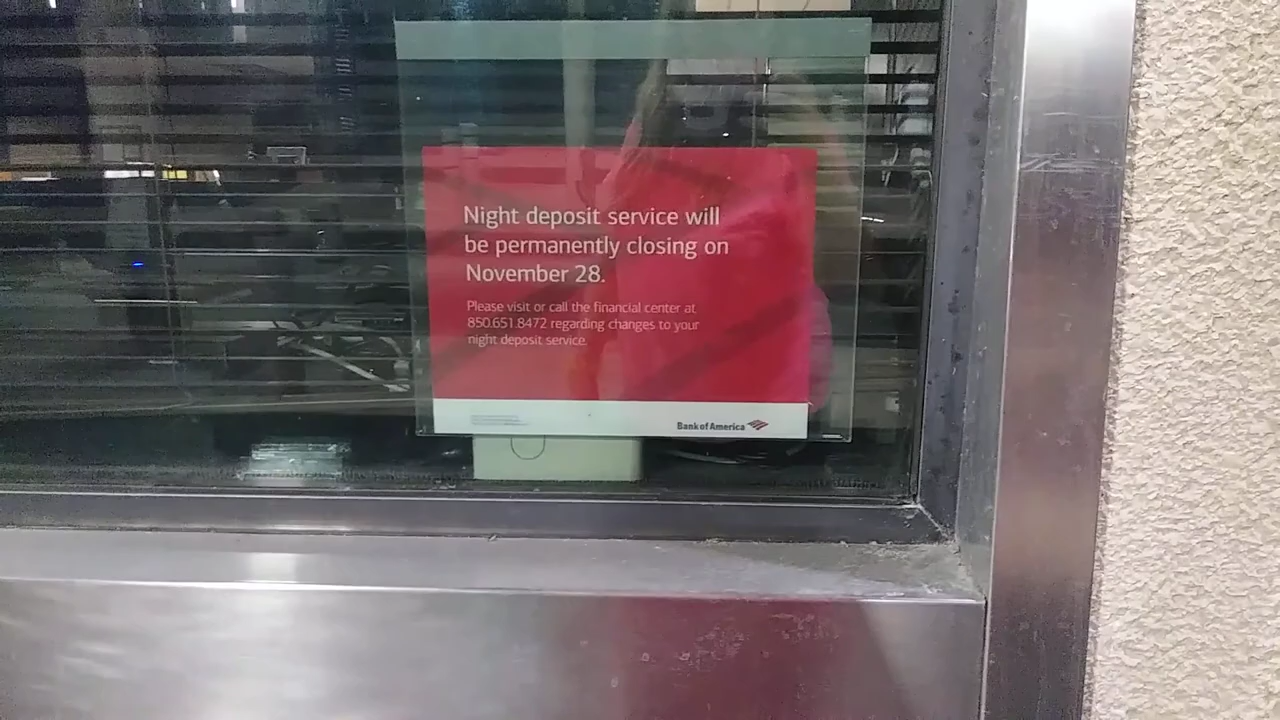 Night deposit service will
be permanently closing on
November 28.
Please visit or call the financial center at
850.651.8472 regarding changes to your
night deposit service.
Bank of America